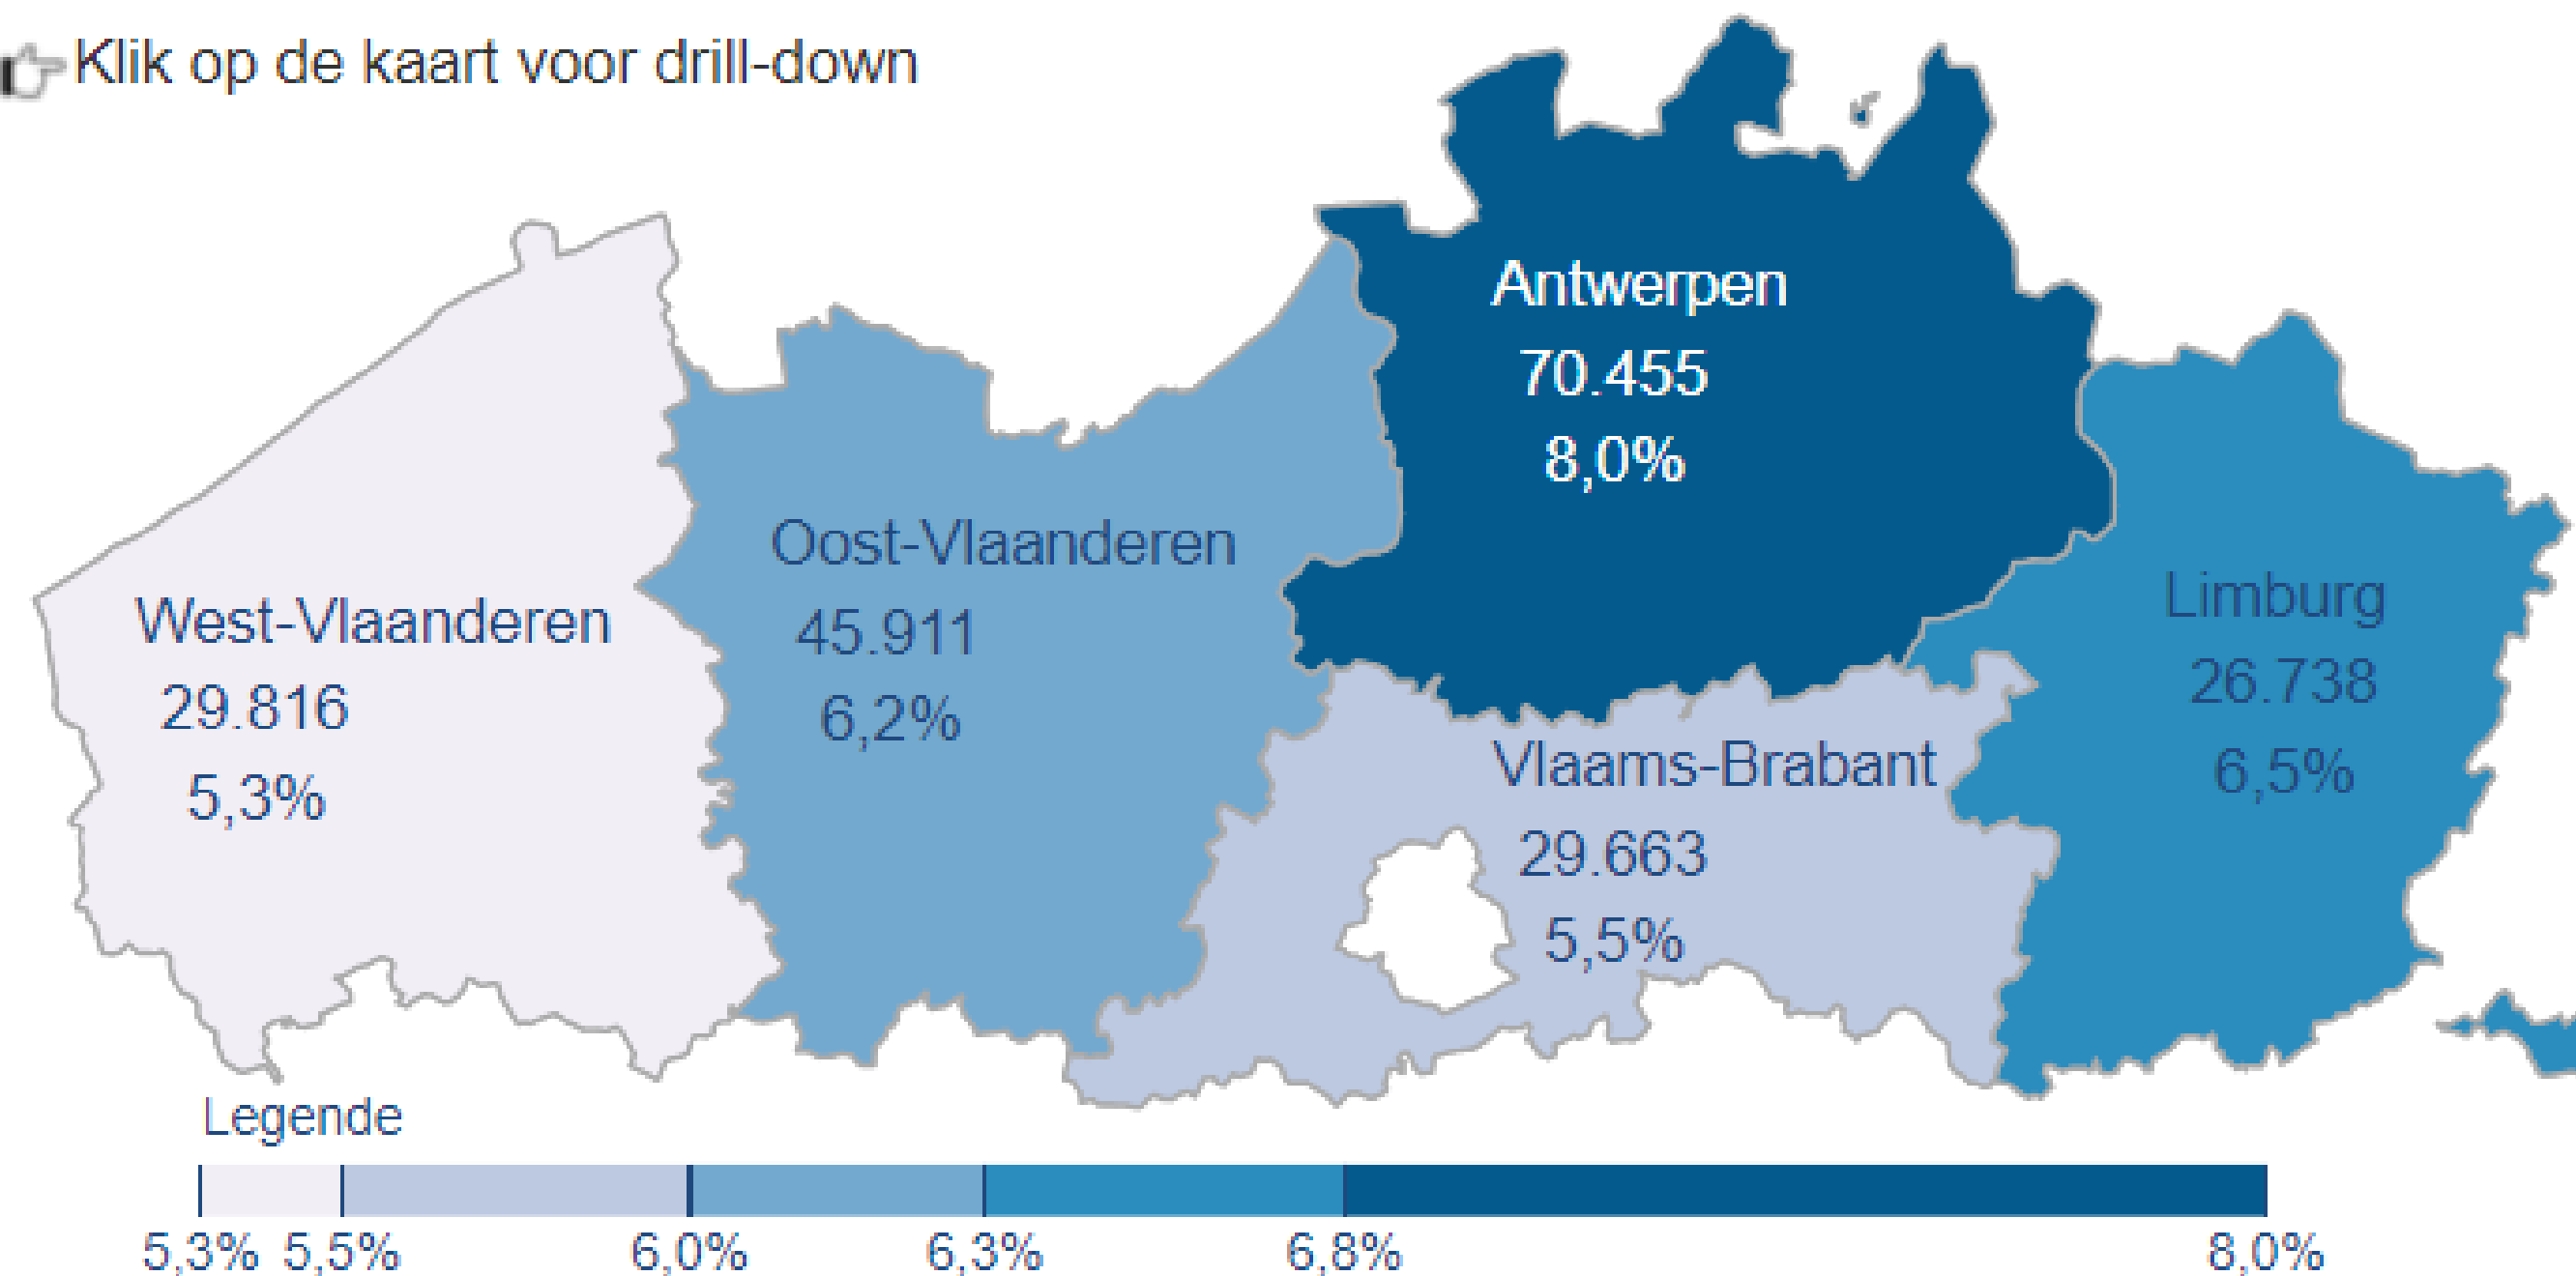 Klik op de kaart voor drill-down
Antwerpen
70.455
8,0%
Oost-Vlaanderen
45.911
6,2%
West-Vlaanderen
29.816
5,3%
Limburg
26.738
6,5%
Vlaams-Brabant
29.663
5,5%
Legende
5,3% 5,5% 6,0% 6,3% 6,8% 8,0%